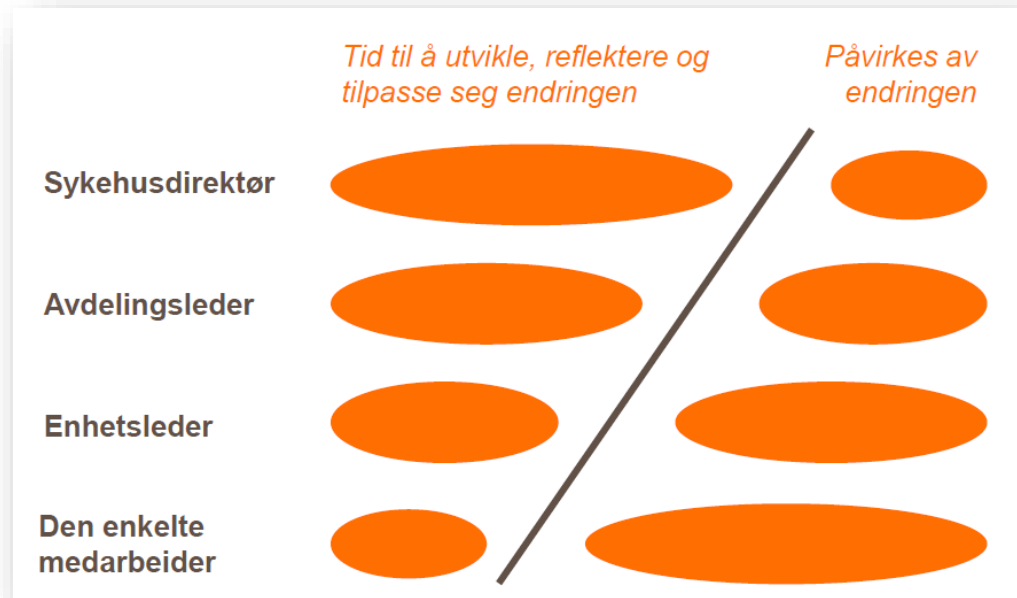 Tid til å utvikle, reflektere og
tilpasse seg endringen
Påvirkes av
endringen
Sykehusdirektør
Avdelingsleder
Enhetsleder
Den enkelte
medarbeider